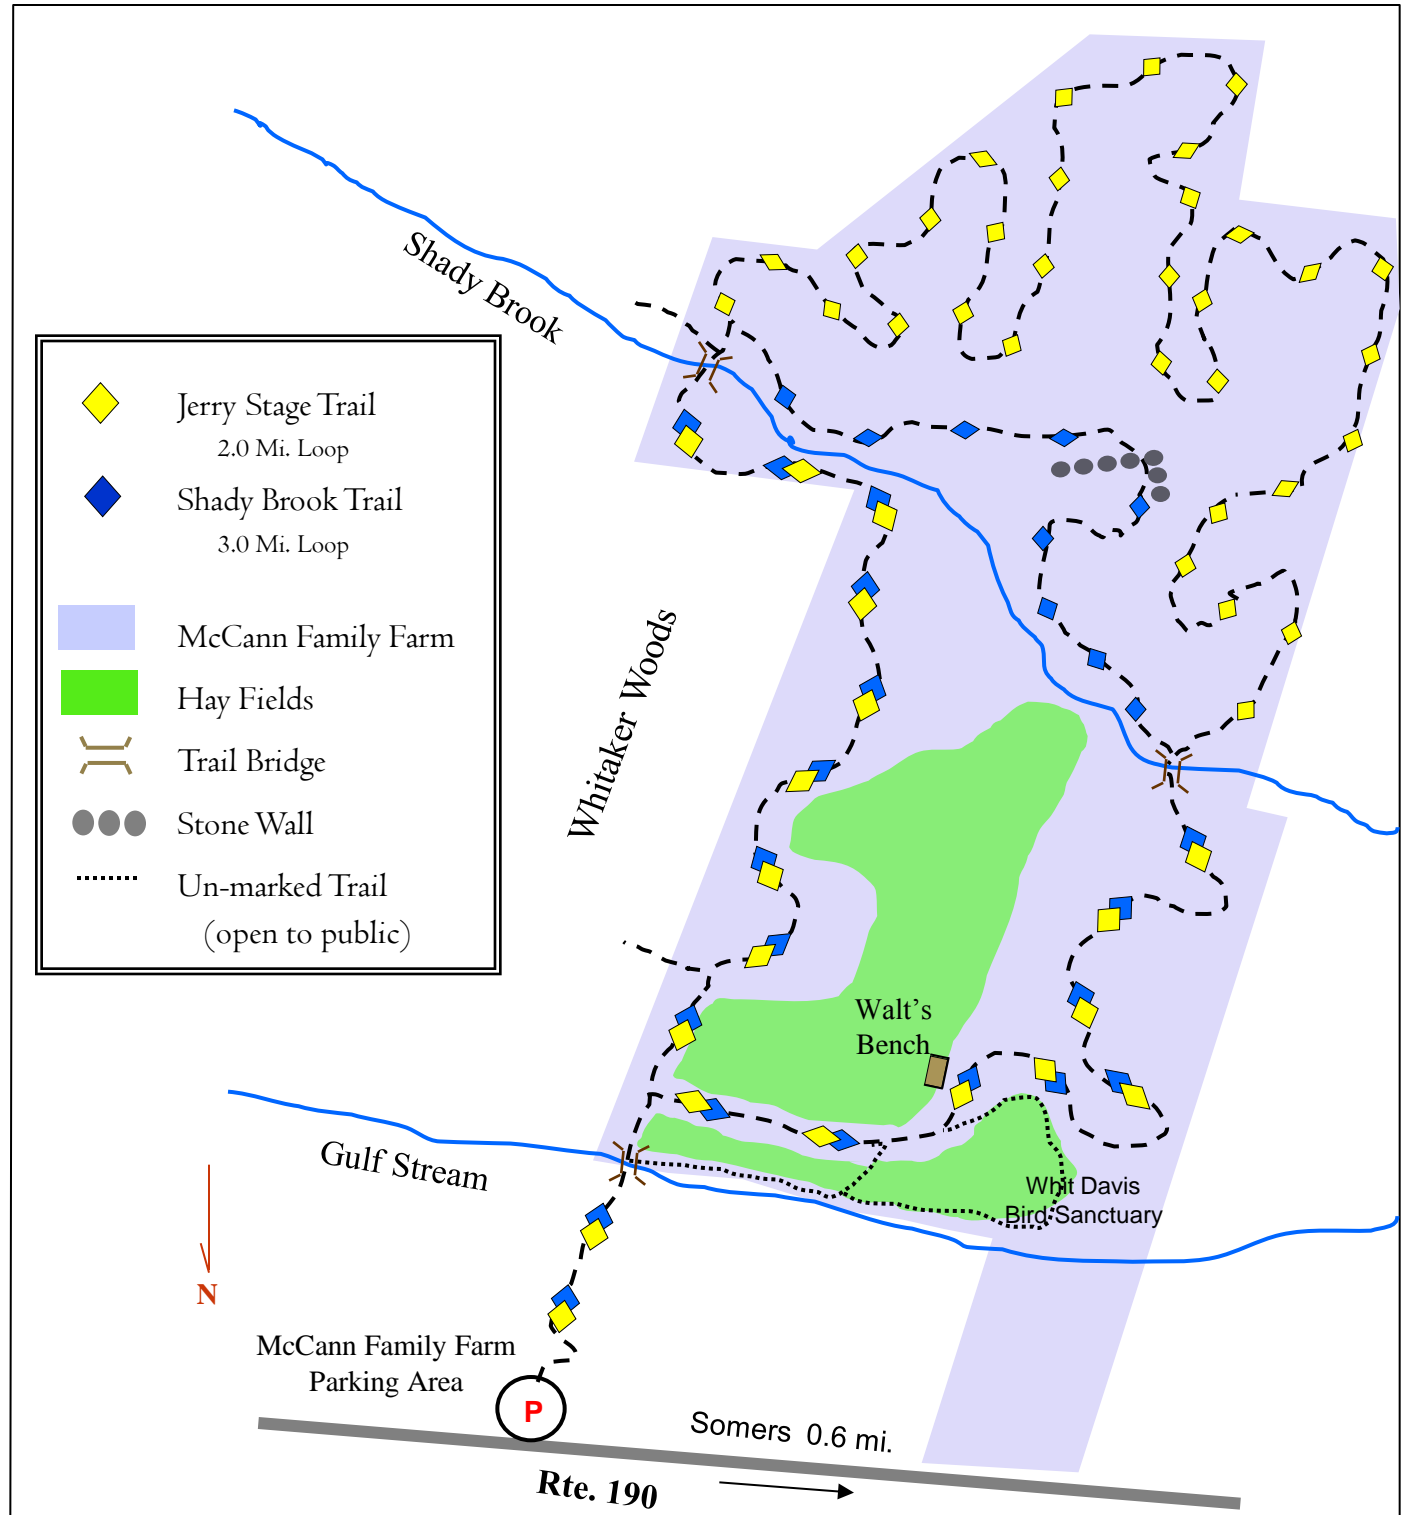 Shady Brook
Jerry Stage Trail
2.0 Mi. Loop
Shady Brook Trail
3.0 Mi. Loop
McCann Family Farm
Hay Fields
Trail Bridge
Stone Wall
Un-marked Trail
(open to public)
Whitaker Woods
Walt’s
Bench
Gulf Stream
Whit Davis
Bird Sanctuary
N
McCann Family Farm
Parking Area
P
Somers 0.6 mi.
Rte. 190